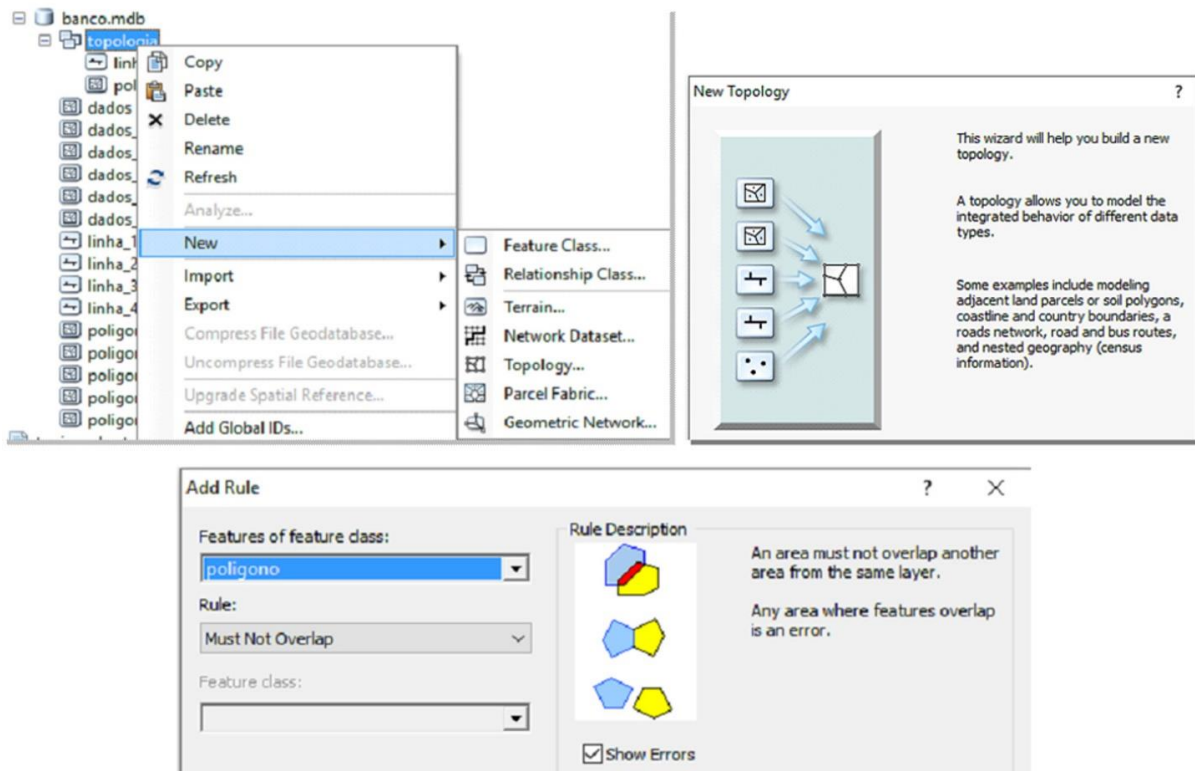 banco.mdb
topologia
linh
pol
dados
dados_
dados_
dados_
dados_
dados_
linha_1
linha_2
linha_3
linha_4
poligo
poligo
poligo
poligo
poligo
Copy
Paste
Delete
Rename
Refresh
Analyze...
New
Import
Export
Compress File Geodatabase...
Uncompress File Geodatabase...
Upgrade Spatial Reference...
Add Global IDs...
Feature Class...
Relationship Class...
Terrain...
Network Dataset...
Topology...
Parcel Fabric...
Geometric Network...
New Topology
?
This wizard will help you build a new
topology.
A topology allows you to model the
integrated behavior of different data
types.
Some examples include modeling
adjacent land parcels or soil polygons,
coastline and country boundaries, a
roads network, road and bus routes,
and nested geography (census
information).
Add Rule
?
Features of feature class:
poligono
Rule:
Must Not Overlap
Feature class:
Rule Description
An area must not overlap another
area from the same layer.
Any area where features overlap
is an error.
Show Errors